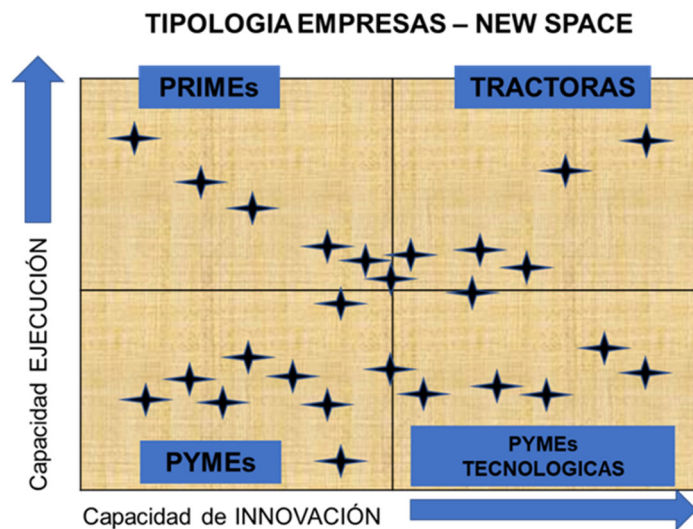 TIPOLOGIA EMPRESAS – NEW SPACE
PRIMEs
TRACTORAS
Capacidad EJECUCIÓN
PYMEs
PYMEs
TECNOLOGICAS
Capacidad de INNOVACIÓN